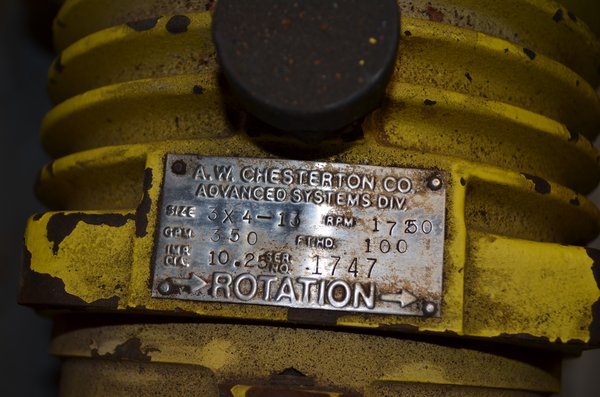 A.W. CHESTERTON CO.
ADVANCED SYSTEMS DIV.
SIZE 3X4-13 RPM 1750
GPM 350 FT.HD. 100
IMP. CLL. 10.25 SER. NO. 1747
ROTATION